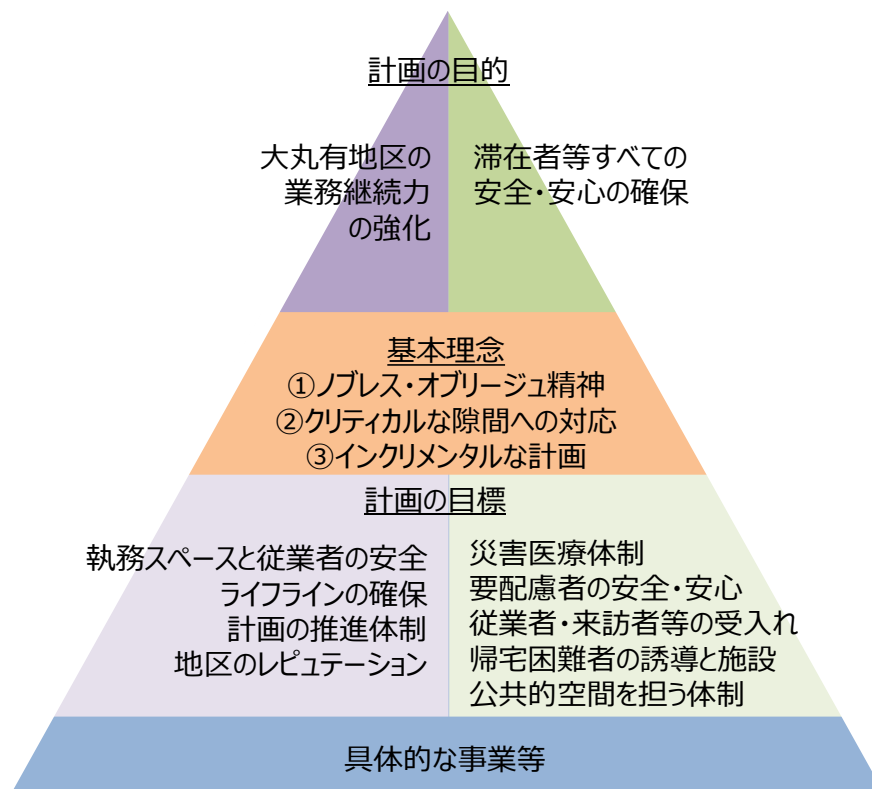 計画の目的
大丸有地区の
業務継続力
の強化
滞在者等すべての
安全・安心の確保
基本理念
①ノブレス・オブリージュ精神
②クリティカルな隙間への対応
③インクリメンタルな計画
計画の目標
執務スペースと従業者の安全
ライフラインの確保
計画の推進体制
地区のレピュテーション
災害医療体制
要配慮者の安全・安心
従業者・来訪者等の受入れ
帰宅困難者の誘導と施設
公共的空間を担う体制
具体的な事業等